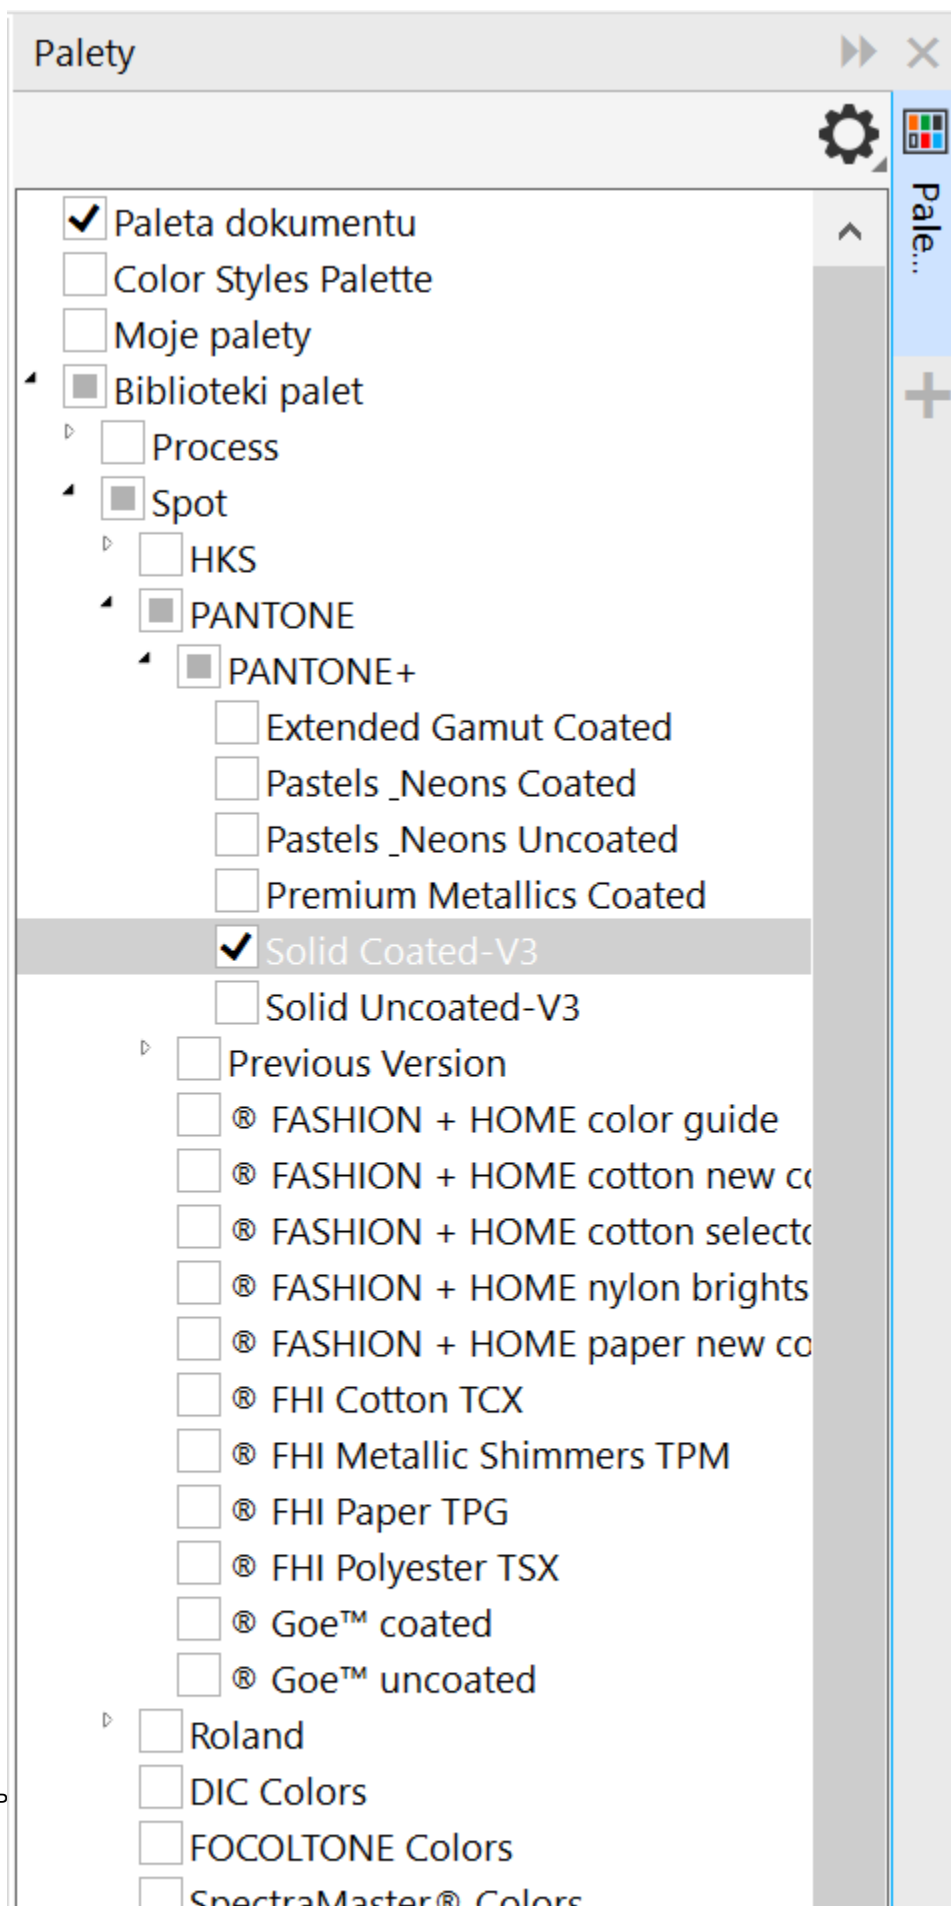 Palety
Pale...
Paleta dokumentu
Color Styles Palette
Moje palety
Biblioteki palet
Process
Spot
HKS
PANTONE
PANTONE+
Extended Gamut Coated
Pastels _Neons Coated
Pastels _Neons Uncoated
Premium Metallics Coated
Solid Coated-V3
Solid Uncoated-V3
Previous Version
® FASHION + HOME color guide
® FASHION + HOME cotton new co
® FASHION + HOME cotton selecto
® FASHION + HOME nylon brights
® FASHION + HOME paper new co
® FHI Cotton TCX
® FHI Metallic Shimmers TPM
® FHI Paper TPG
® FHI Polyester TSX
® Goe™ coated
® Goe™ uncoated
Roland
DIC Colors
FOCOLTONE Colors
SpectraMaster® Colors